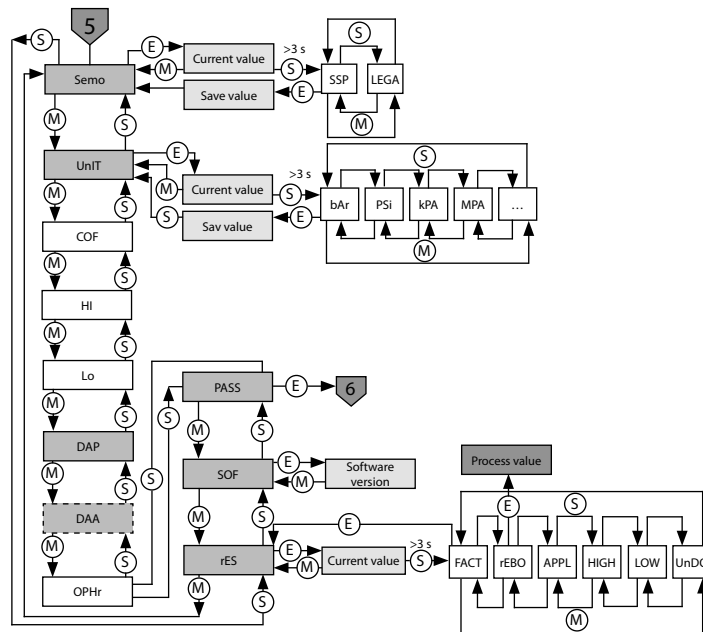 5
S
E
Current value
>3 s
S
Semo
M
S
SSP
LEGA
Save value
E
M
M
S
UnIT
E
S
>3 s
M
Current value
S
bAr
PSi
kPA
MPA
...
M
S
S
Sav value
E
M
COF
M
S
HI
M
S
Lo
PASS
E
6
M
S
S
S
M
S
DAP
Process value
SOF
E
Software
version
M
M
S
E
S
DAA
M
S
E
>3 s
rES
E
M
Current value
S
FACT
rEBO
APPL
HIGH
LOW
UnDO
M
S
OPHr
M
S
M